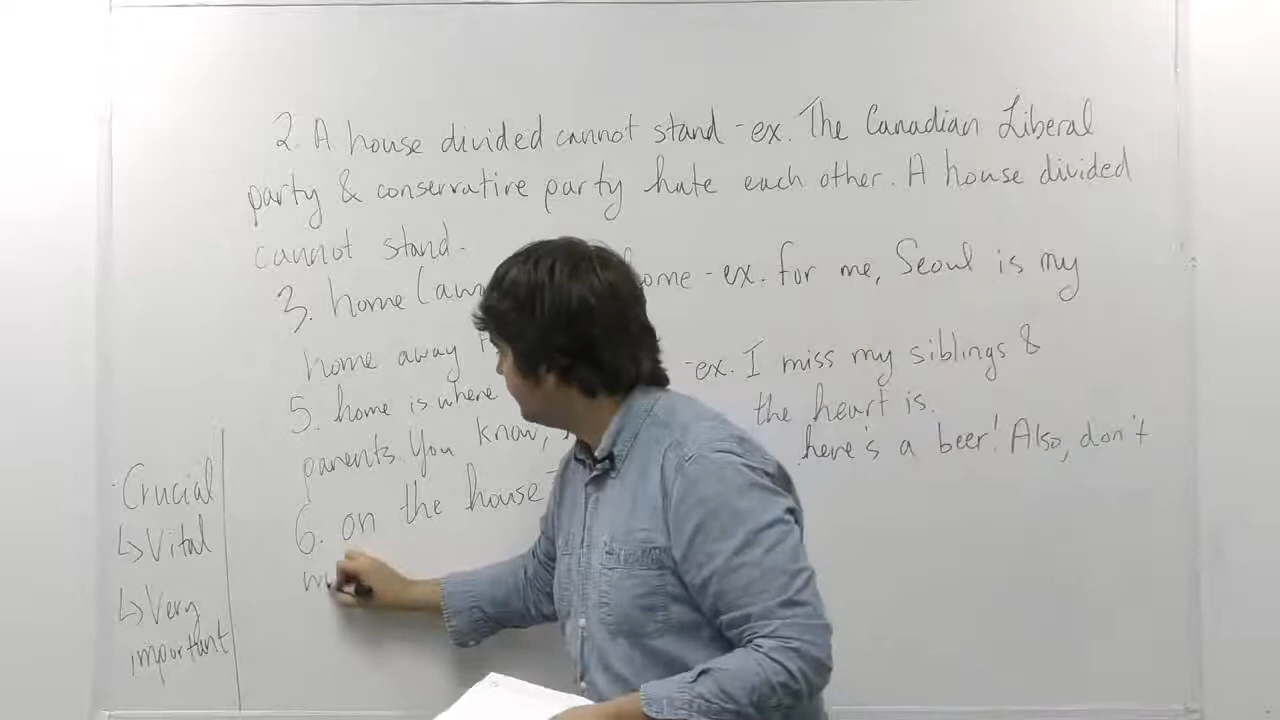 2. A house divided cannot stand - ex. The Canadian Liberal
party & conservative party hate each other. A house divided
cannot stand.
3. home (aw home - ex. for me, Seoul is my
home away
5. home is where - ex. I miss my siblings &
parents. You know, the heart is.
6. on the house - here's a beer! Also, don't
Crucial
↳ Vital
↳ Very
important